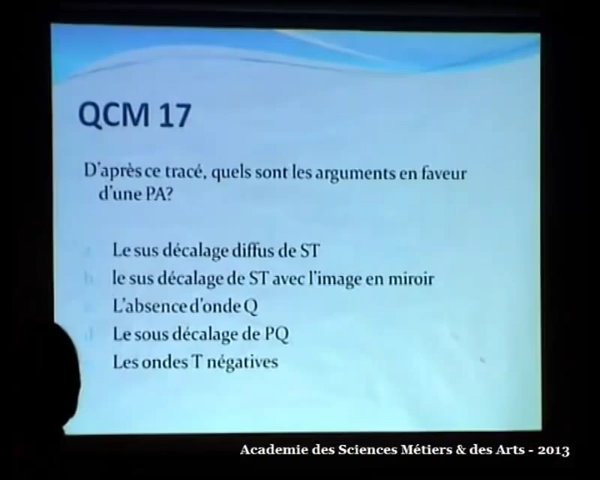 QCM 17
D'après ce tracé, quels sont les arguments en faveur
d'une PA?
a. Le sus décalage diffus de ST
b. le sus décalage de ST avec l'image en miroir
c. L'absence d'onde Q
d. Le sous décalage de PQ
Les ondes T négatives
Academie des Sciences Métiers & des Arts - 2013